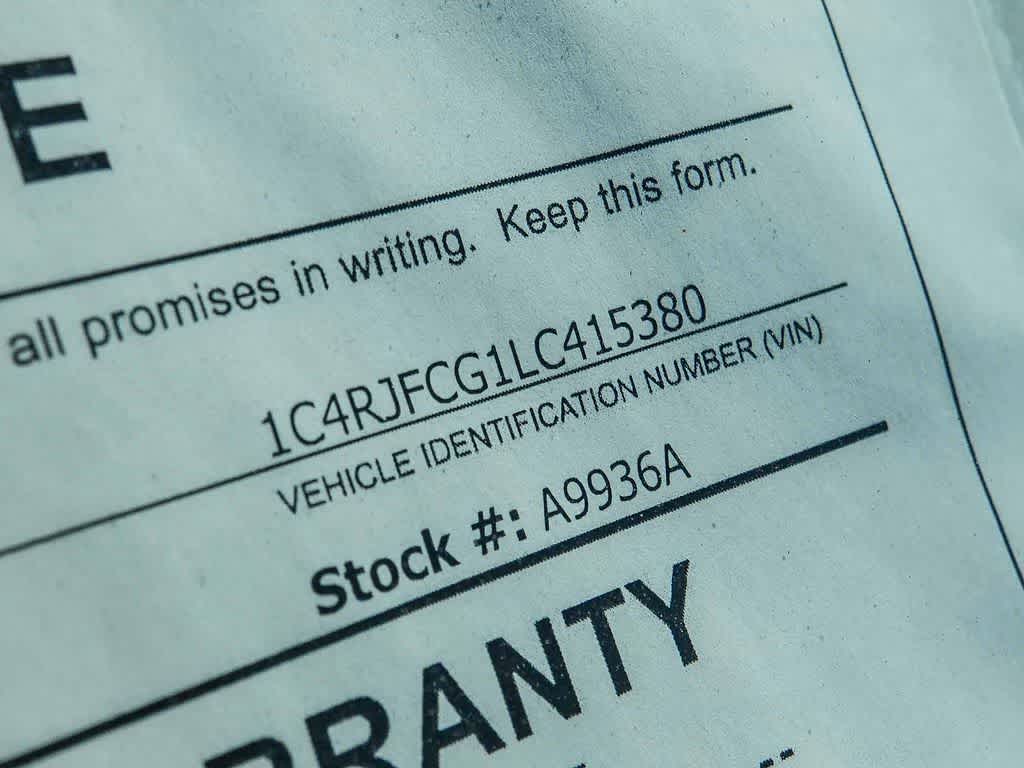 E
all promises in writing. Keep this form.
1C4RJFCG1LC415380
VEHICLE IDENTIFICATION NUMBER (VIN)
Stock #: A9936A
RRANTY